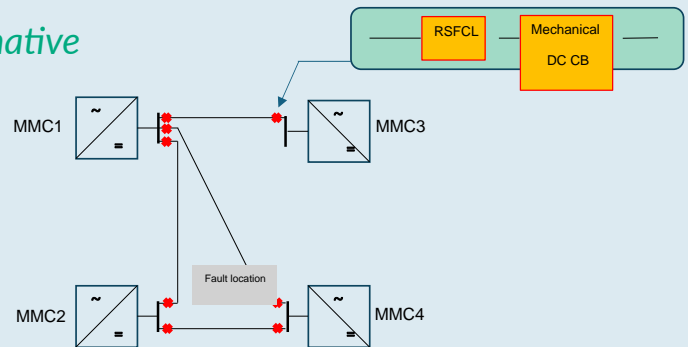 native
RSFCL
Mechanical
DC CB
~
=
MMC1
~
=
MMC3
Fault location
~
=
MMC2
~
=
MMC4